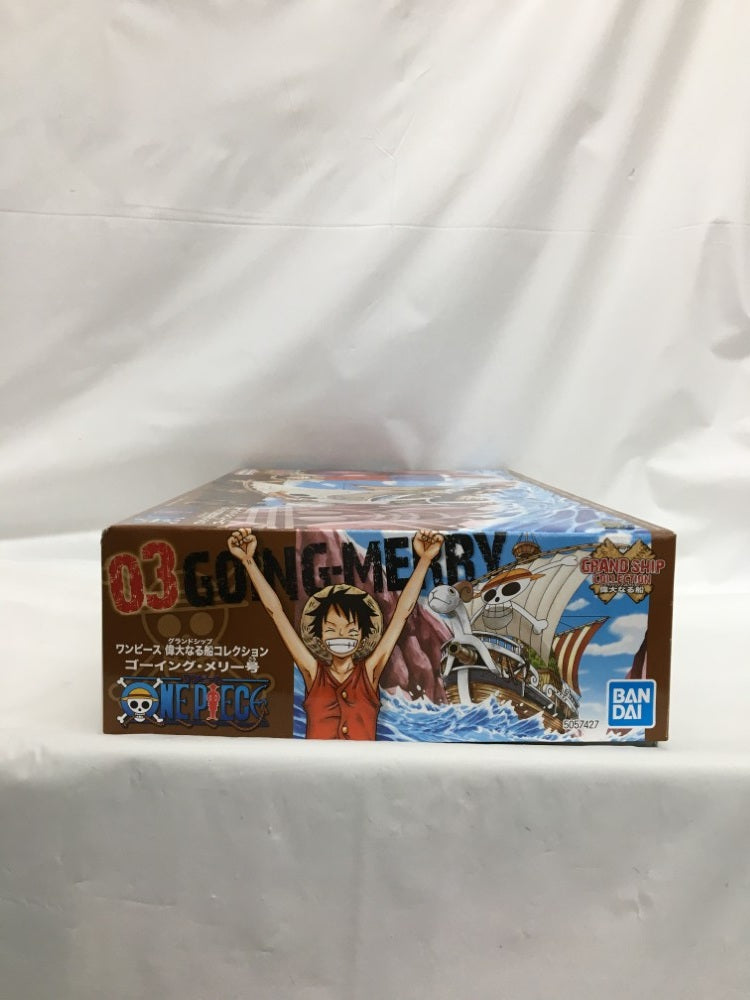 03 GOING-MERRY
グランドシップ
ワンピース 偉大なる船コレクション
ゴーイング・メリー号
ONE PIECE
GRAND SHIP
COLLECTION
偉大なる船
BAN
DAI
5057427